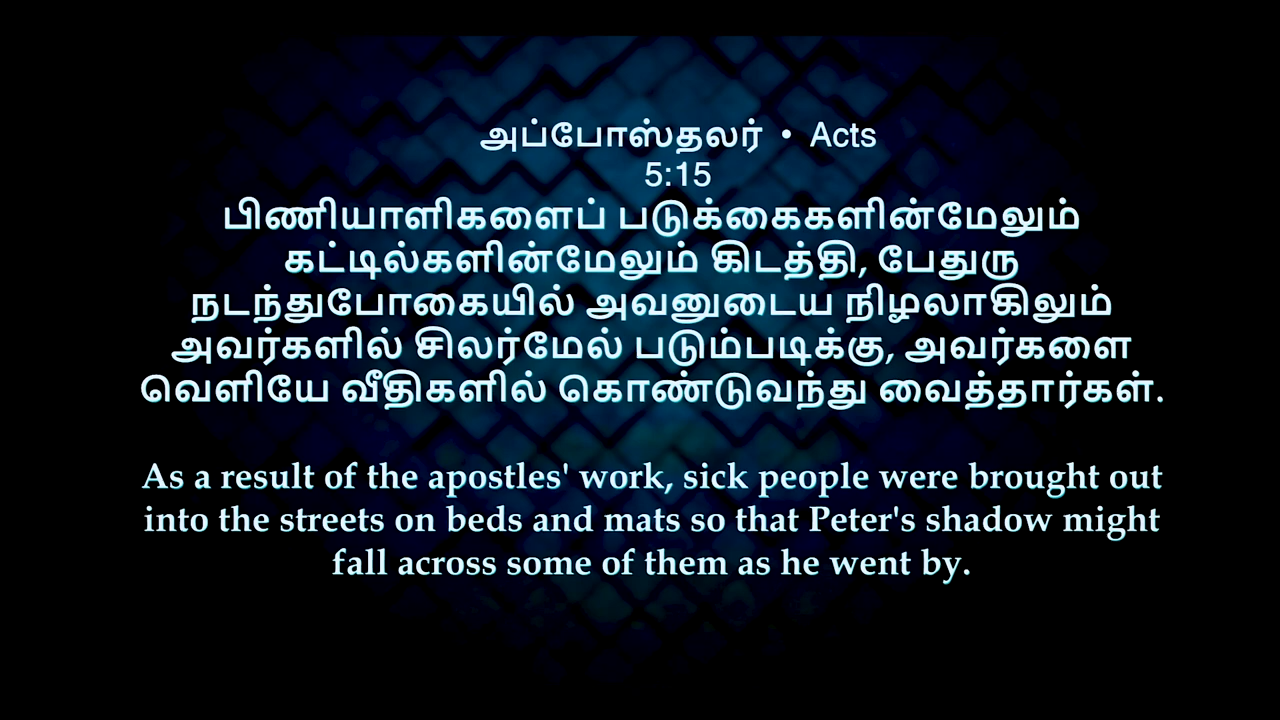 அப்போஸ்தலர் • Acts
5:15
பிணியாளிகளைப் படுக்கைகளின்மேலும்
கட்டில்களின்மேலும் கிடத்தி, பேதுரு
நடந்துபோகையில் அவனுடைய நிழலாகிலும்
அவர்களில் சிலர்மேல் படும்படிக்கு, அவர்களை
வெளியே வீதிகளில் கொண்டுவந்து வைத்தார்கள்.
As a result of the apostles' work, sick people were brought out
into the streets on beds and mats so that Peter's shadow might
fall across some of them as he went by.